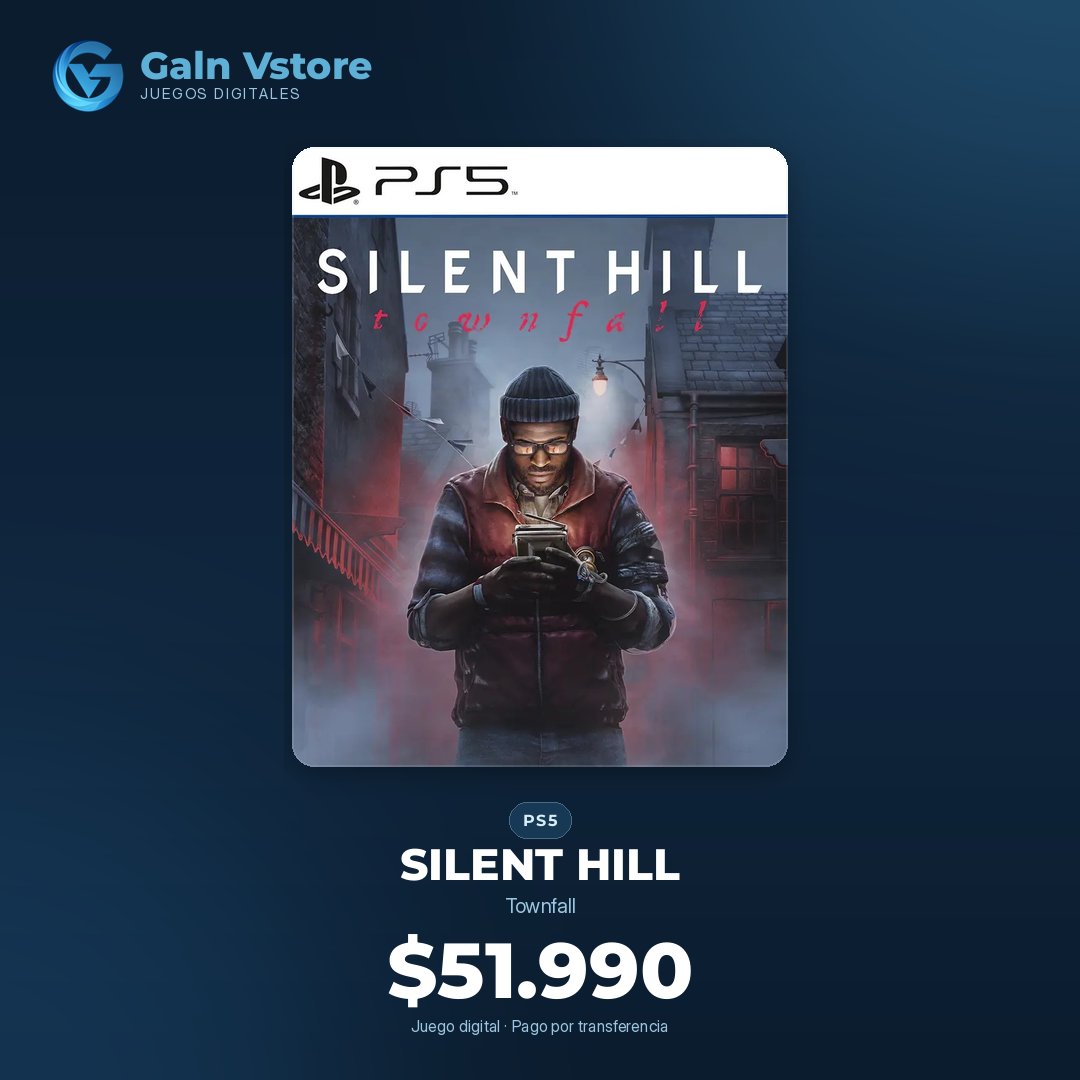 Galn Vstore
JUEGOS DIGITALES
PS5
SILENT HILL
townfall
PS5
SILENT HILL
Townfall
$51.990
Juego digital · Pago por transferencia